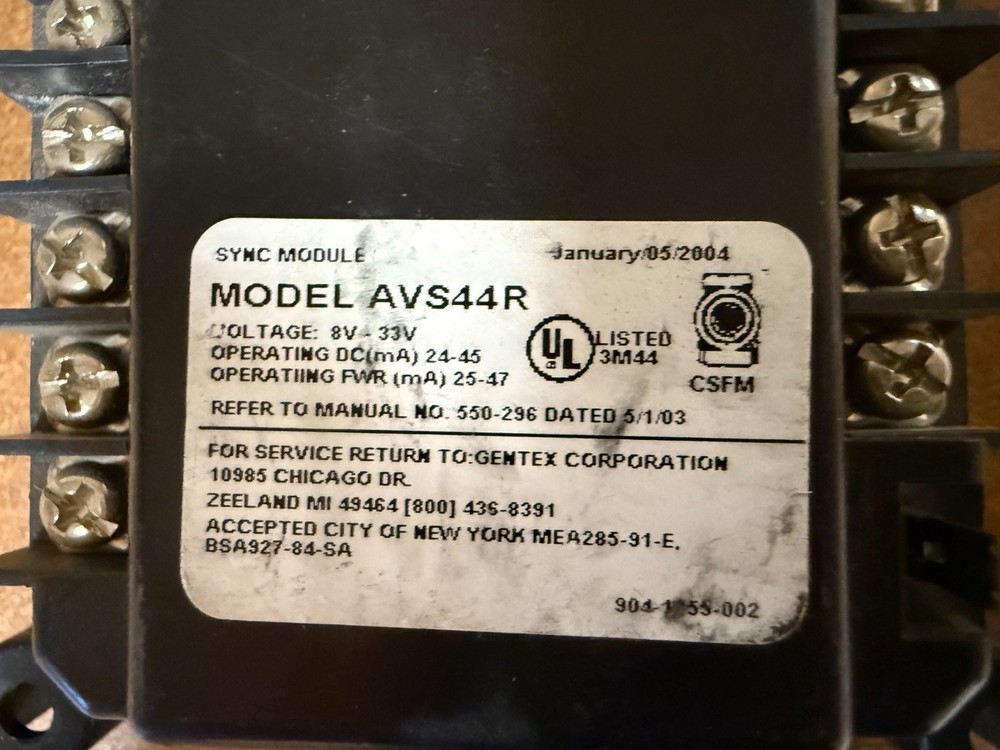 SYNC MODULE January/05/2004
MODEL AVS44R
VOLTAGE: 8V - 33V
OPERATING DC(mA) 24-45
OPERATIING FWR (mA) 25-47
UL LISTED
3M44
CSFM
REFER TO MANUAL NO. 550-296 DATED 5/1/03
FOR SERVICE RETURN TO:GENTEX CORPORATION
10985 CHICAGO DR.
ZEELAND MI 49464 [800] 436-8391
ACCEPTED CITY OF NEW YORK MEA285-91-E.
BSA927-84-SA